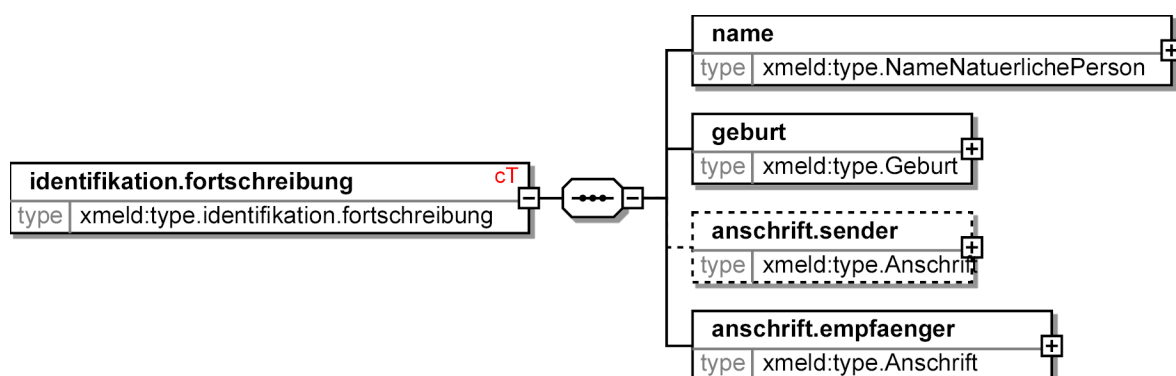 name
type xmeld:type.NameNatuerlichePerson
geburt
type xmeld:type.Geburt
identifikation.fortschreibung cT
type xmeld:type.identifikation.fortschreibung
anschrift.sender
type xmeld:type.Anschrift
anschrift.empfaenger
type xmeld:type.Anschrift